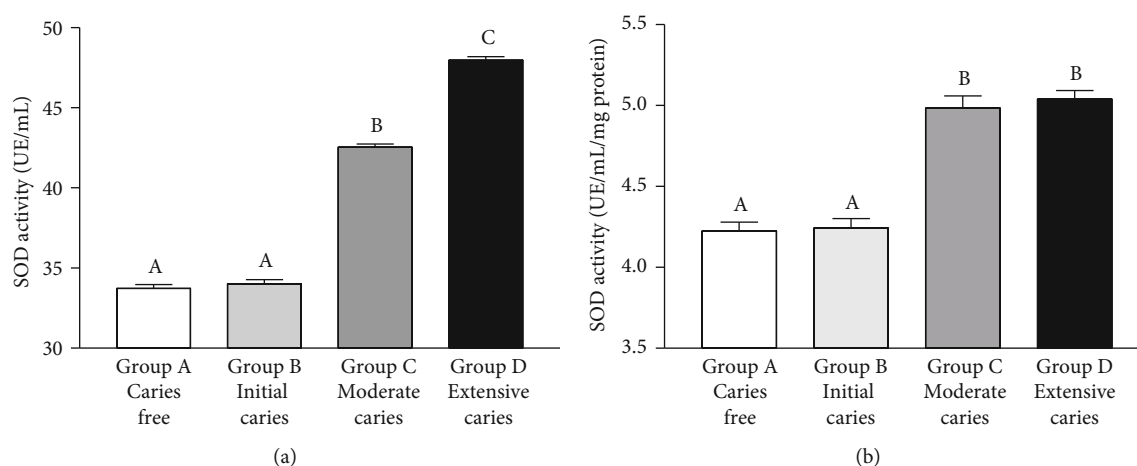 SOD activity (UE/mL)
50
45
40
35
30
A
A
B
C
Group A
Caries
free
Group B
Initial
caries
Group C
Moderate
caries
Group D
Extensive
caries
(a)
SOD activity (UE/mL/mg protein)
5.5
5.0
4.5
4.0
3.5
A
A
B
B
Group A
Caries
free
Group B
Initial
caries
Group C
Moderate
caries
Group D
Extensive
caries
(b)